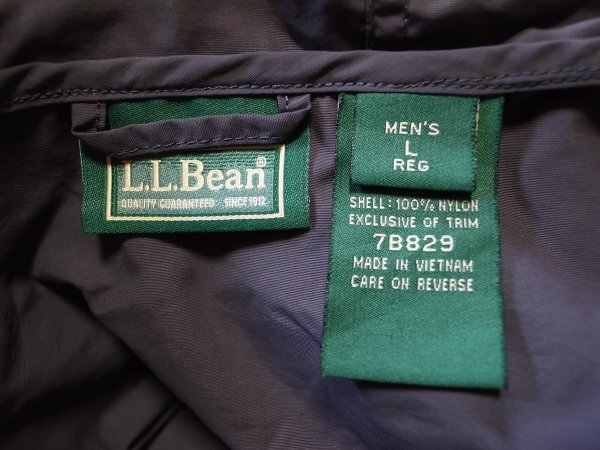 L.L.Bean®
QUALITY GUARANTEED SINCE 1912
MEN'S
L
REG
SHELL: 100% NYLON
EXCLUSIVE OF TRIM
7B829
MADE IN VIETNAM
CARE ON REVERSE